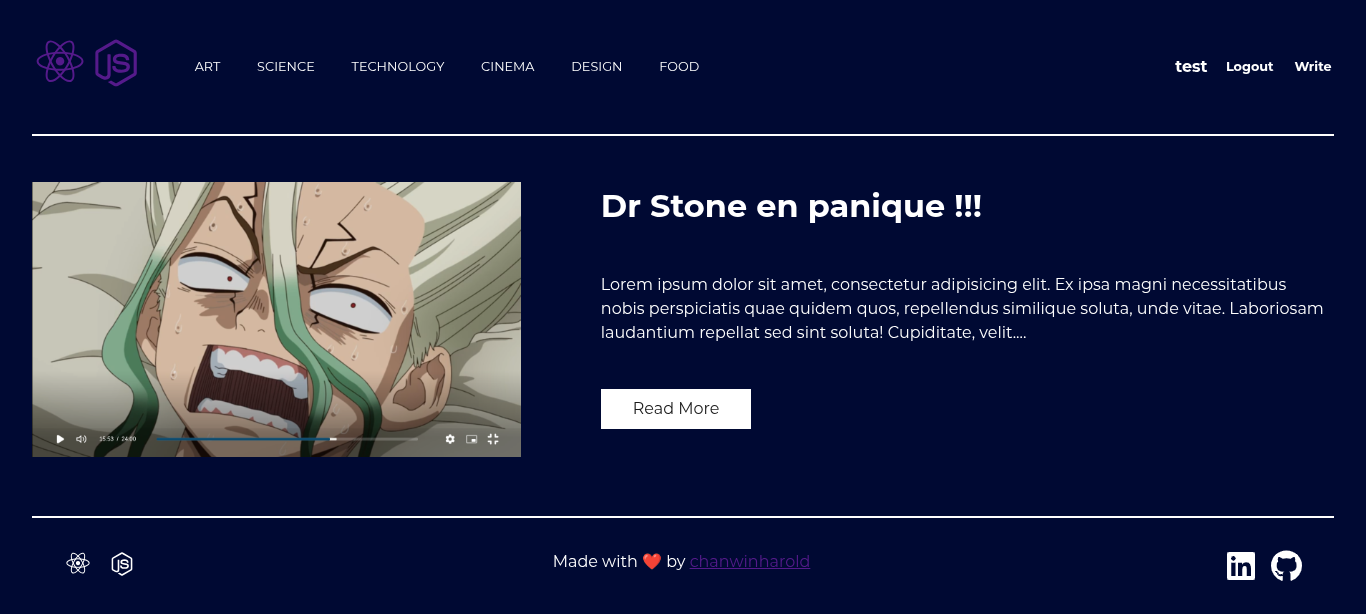 JS ART SCIENCE TECHNOLOGY CINEMA DESIGN FOOD test Logout Write
Dr Stone en panique !!!
Lorem ipsum dolor sit amet, consectetur adipisicing elit. Ex ipsa magni necessitatibus
nobis perspiciatis quae quidem quos, repellendus similique soluta, unde vitae. Laboriosam
laudantium repellat sed sint soluta! Cupiditate, velit....
Read More
15:53 / 24:00
JS Made with ❤️ by chanwinharold in